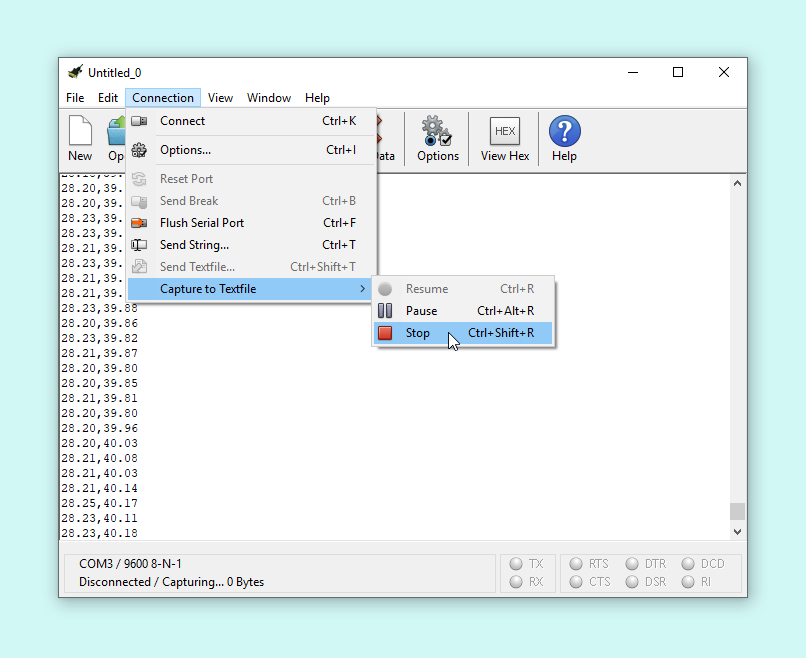 Untitled_0
File Edit Connection View Window Help
New
Options
HEX
View Hex
Help
Connect Ctrl+K
Options... Ctrl+I
Reset Port
Send Break Ctrl+B
Flush Serial Port Ctrl+F
Send String... Ctrl+T
Send Textfile... Ctrl+Shift+T
Capture to Textfile
Resume Ctrl+R
Pause Ctrl+Alt+R
Stop Ctrl+Shift+R
28.20,39.
28.20,39.
28.23,39.
28.23,39.
28.21,39.
28.23,39.
28.21,39.
28.21,39.
28.23,39.88
28.20,39.86
28.23,39.82
28.21,39.87
28.20,39.80
28.20,39.85
28.21,39.81
28.20,39.80
28.20,39.96
28.20,40.03
28.21,40.08
28.21,40.03
28.21,40.14
28.25,40.17
28.23,40.11
28.23,40.18
COM3 / 9600 8-N-1
Disconnected / Capturing... 0 Bytes
TX RTS DTR DCD
RX CTS DSR RI